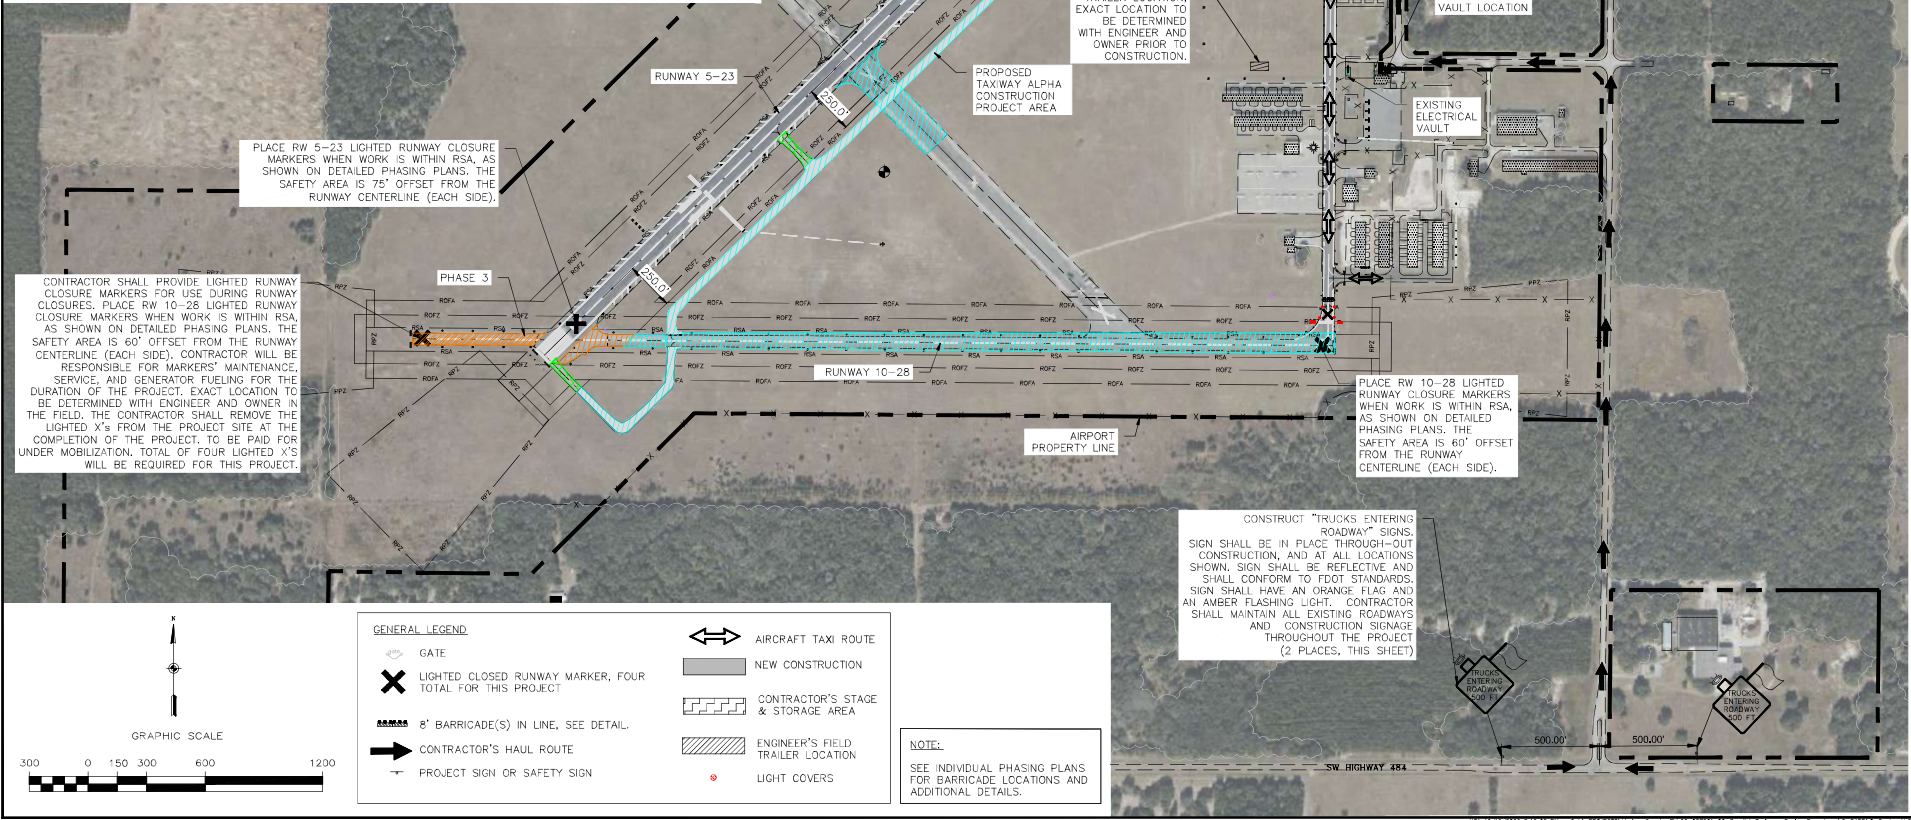 TRAILER LOCATION,
EXACT LOCATION TO
BE DETERMINED
WITH ENGINEER AND
OWNER PRIOR TO
CONSTRUCTION.
VAULT LOCATION
RUNWAY 5-23
250.0'
PROPOSED
TAXIWAY ALPHA
CONSTRUCTION
PROJECT AREA
EXISTING
ELECTRICAL
VAULT
PLACE RW 5-23 LIGHTED RUNWAY CLOSURE
MARKERS WHEN WORK IS WITHIN RSA, AS
SHOWN ON DETAILED PHASING PLANS. THE
SAFETY AREA IS 75' OFFSET FROM THE
RUNWAY CENTERLINE (EACH SIDE).
PHASE 3
250.0'
CONTRACTOR SHALL PROVIDE LIGHTED RUNWAY
CLOSURE MARKERS FOR USE DURING RUNWAY
CLOSURES. PLACE RW 10-28 LIGHTED RUNWAY
CLOSURE MARKERS WHEN WORK IS WITHIN RSA,
AS SHOWN ON DETAILED PHASING PLANS. THE
SAFETY AREA IS 60' OFFSET FROM THE RUNWAY
CENTERLINE (EACH SIDE). CONTRACTOR WILL BE
RESPONSIBLE FOR MARKERS' MAINTENANCE,
SERVICE, AND GENERATOR FUELING FOR THE
DURATION OF THE PROJECT. EXACT LOCATION TO
BE DETERMINED WITH ENGINEER AND OWNER IN
THE FIELD. THE CONTRACTOR SHALL REMOVE THE
LIGHTED X's FROM THE PROJECT SITE AT THE
COMPLETION OF THE PROJECT. TO BE PAID FOR
UNDER MOBILIZATION. TOTAL OF FOUR LIGHTED X'S
WILL BE REQUIRED FOR THIS PROJECT.
ROFA
ROFZ
RSA
RPZ
RUNWAY 10-28
AIRPORT
PROPERTY LINE
PLACE RW 10-28 LIGHTED
RUNWAY CLOSURE MARKERS
WHEN WORK IS WITHIN RSA,
AS SHOWN ON DETAILED
PHASING PLANS. THE
SAFETY AREA IS 60' OFFSET
FROM THE RUNWAY
CENTERLINE (EACH SIDE).
CONSTRUCT "TRUCKS ENTERING
ROADWAY" SIGNS.
SIGN SHALL BE IN PLACE THROUGH-OUT
CONSTRUCTION, AND AT ALL LOCATIONS
SHOWN. SIGN SHALL BE REFLECTIVE AND
SHALL CONFORM TO FDOT STANDARDS.
SIGN SHALL HAVE AN ORANGE FLAG AND
AN AMBER FLASHING LIGHT. CONTRACTOR
SHALL MAINTAIN ALL EXISTING ROADWAYS
AND CONSTRUCTION SIGNAGE
THROUGHOUT THE PROJECT
(2 PLACES, THIS SHEET)
TRUCKS
ENTERING
ROADWAY
500 FT
TRUCKS
ENTERING
ROADWAY
500 FT
500.00'
500.00'
SW HIGHWAY 484
N
GRAPHIC SCALE
300 0 150 300 600 1200
GENERAL LEGEND
GATE
LIGHTED CLOSED RUNWAY MARKER, FOUR
TOTAL FOR THIS PROJECT
8' BARRICADE(S) IN LINE, SEE DETAIL.
CONTRACTOR'S HAUL ROUTE
PROJECT SIGN OR SAFETY SIGN
AIRCRAFT TAXI ROUTE
NEW CONSTRUCTION
CONTRACTOR'S STAGE
& STORAGE AREA
ENGINEER'S FIELD
TRAILER LOCATION
LIGHT COVERS
NOTE:
SEE INDIVIDUAL PHASING PLANS
FOR BARRICADE LOCATIONS AND
ADDITIONAL DETAILS.